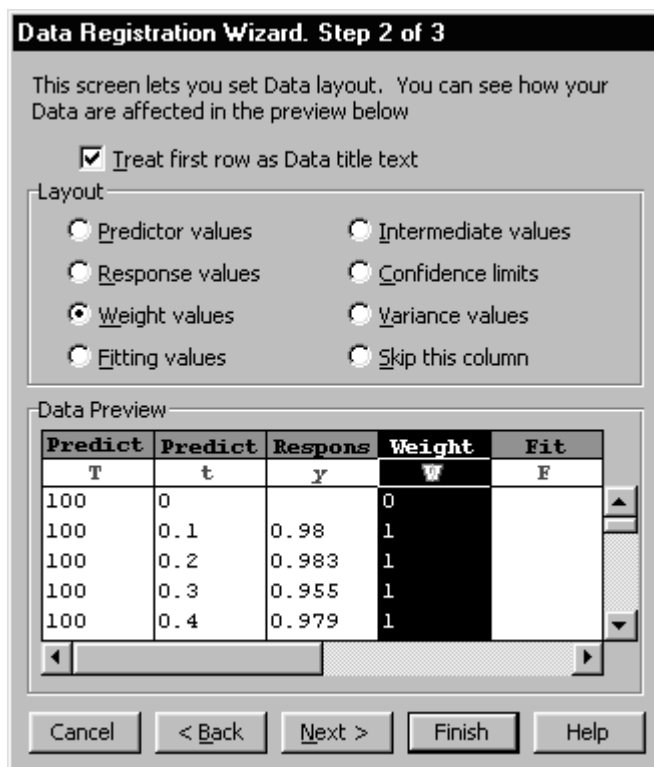 Data Registration Wizard. Step 2 of 3
This screen lets you set Data layout. You can see how your
Data are affected in the preview below
Treat first row as Data title text
Layout
Predictor values
Intermediate values
Response values
Confidence limits
Weight values
Variance values
Fitting values
Skip this column
Data Preview
Predict Predict Respons Weight Fit
T t y W F
100 0 0
100 0.1 0.98 1
100 0.2 0.983 1
100 0.3 0.955 1
100 0.4 0.979 1
Cancel < Back Next > Finish Help